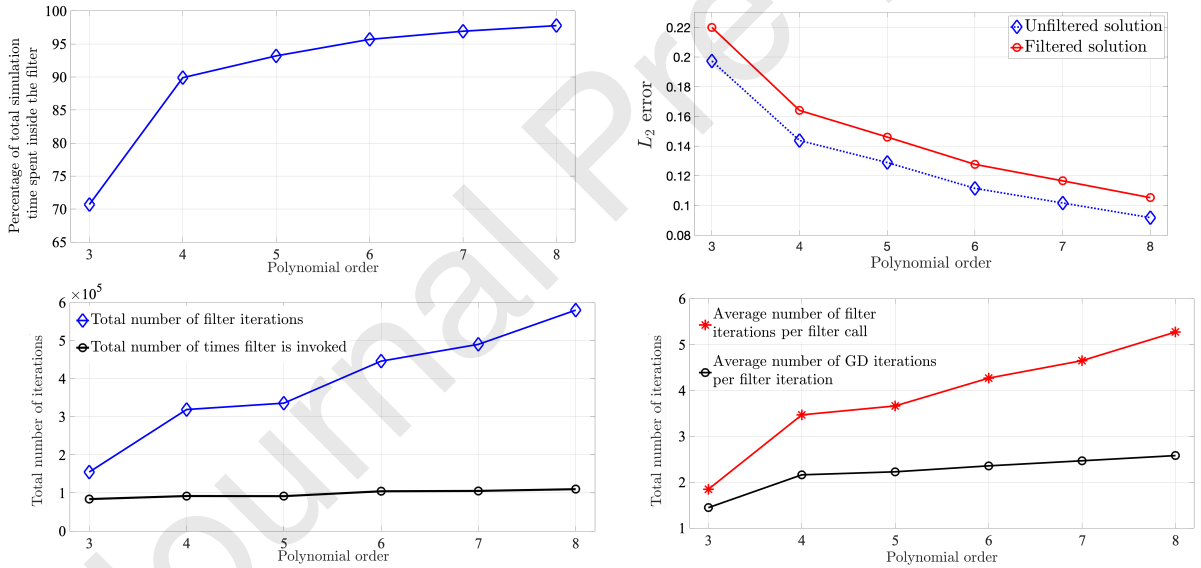 Percentage of total simulation
time spent inside the filter
100
95
90
85
80
75
70
65
3 4 5 6 7 8
Polynomial order
L2 error
0.22
0.2
0.18
0.16
0.14
0.12
0.1
0.08
Unfiltered solution
Filtered solution
3 4 5 6 7 8
Polynomial order
×10^5
Total number of iterations
6
5
4
3
2
1
0
Total number of filter iterations
Total number of times filter is invoked
3 4 5 6 7 8
Polynomial order
Total number of iterations
6
5
4
3
2
1
Average number of filter
iterations per filter call
Average number of GD iterations
per filter iteration
3 4 5 6 7 8
Polynomial order
Journal Pre